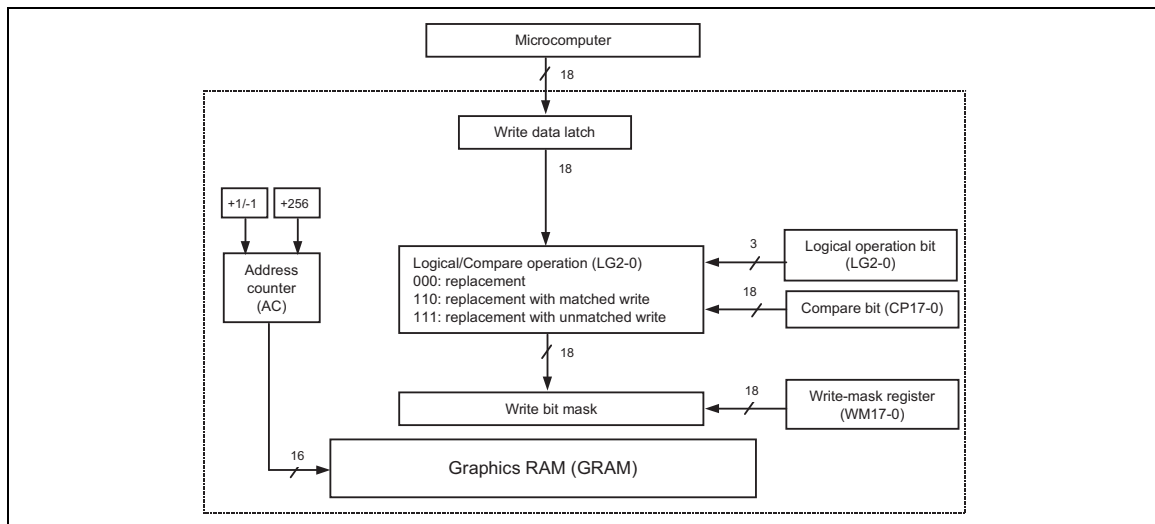 Microcomputer
18
Write data latch
18
+1/-1
+256
Address
counter
(AC)
Logical/Compare operation (LG2-0)
000: replacement
110: replacement with matched write
111: replacement with unmatched write
3
Logical operation bit
(LG2-0)
18
Compare bit (CP17-0)
18
Write bit mask
18
Write-mask register
(WM17-0)
16
Graphics RAM (GRAM)